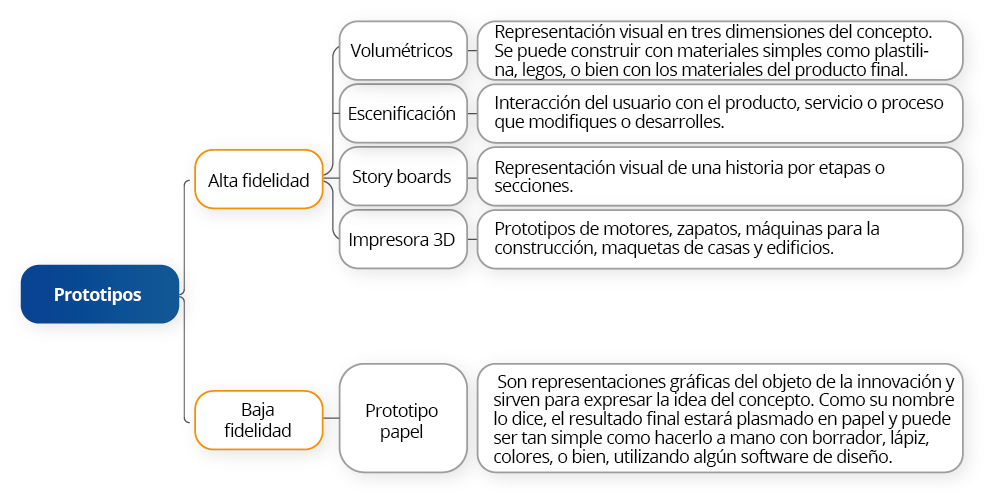 Prototipos
Alta fidelidad
Volumétricos
Representación visual en tres dimensiones del concepto.
Se puede construir con materiales simples como plastili-
na, legos, o bien con los materiales del producto final.
Escenificación
Interacción del usuario con el producto, servicio o proceso
que modifiques o desarrolles.
Story boards
Representación visual de una historia por etapas o
secciones.
Impresora 3D
Prototipos de motores, zapatos, máquinas para la
construcción, maquetas de casas y edificios.
Baja
fidelidad
Prototipo
papel
Son representaciones gráficas del objeto de la innovación y
sirven para expresar la idea del concepto. Como su nombre
lo dice, el resultado final estará plasmado en papel y puede
ser tan simple como hacerlo a mano con borrador, lápiz,
colores, o bien, utilizando algún software de diseño.